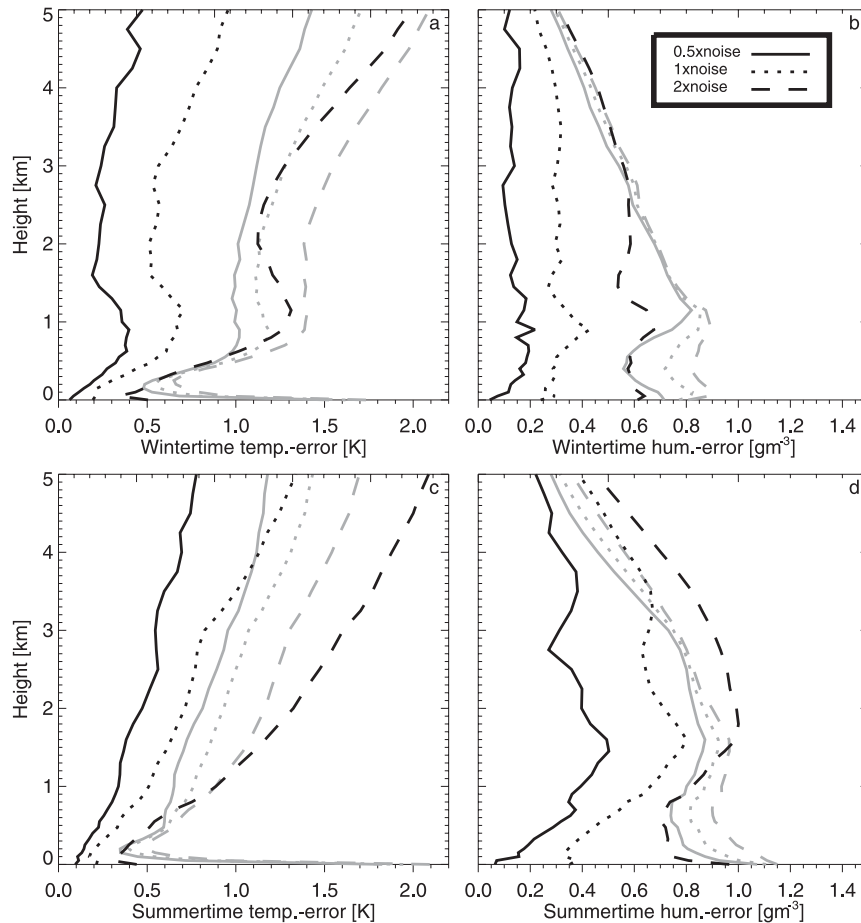 a
b
5
4
3
2
1
0
Height [km]
0.0 0.5 1.0 1.5 2.0
Wintertime temp.-error [K]
0.5xnoise
1xnoise
2xnoise
0.0 0.2 0.4 0.6 0.8 1.0 1.2 1.4
Wintertime hum.-error [gm-3]
c
d
5
4
3
2
1
0
Height [km]
0.0 0.5 1.0 1.5 2.0
Summertime temp.-error [K]
0.0 0.2 0.4 0.6 0.8 1.0 1.2 1.4
Summertime hum.-error [gm-3]